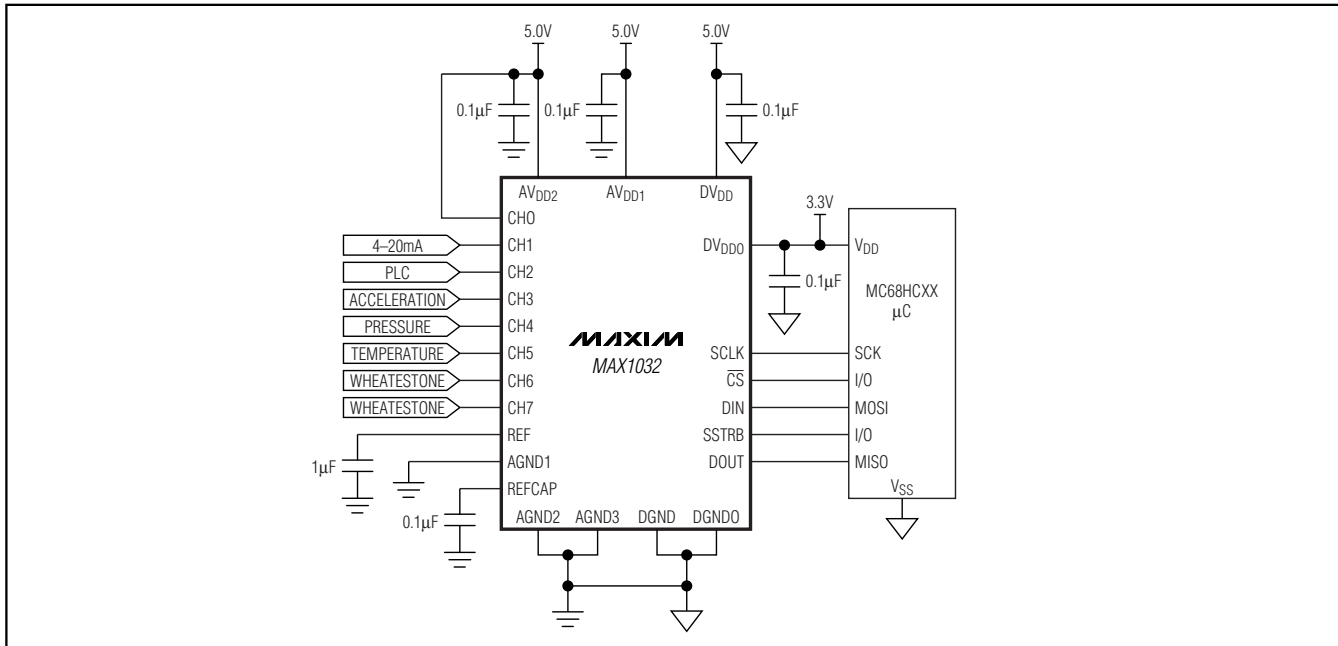 5.0V 5.0V 5.0V
0.1µF 0.1µF 0.1µF
AVDD2 AVDD1 DVDD
3.3V
CH0
4–20mA CH1 DVDDO VDD
PLC CH2
0.1µF
ACCELERATION CH3
MC68HCXX
µC
PRESSURE CH4
MAXIM
MAX1032
TEMPERATURE CH5 SCLK SCK
WHEATESTONE CH6 CS I/O
WHEATESTONE CH7 DIN MOSI
REF SSTRB I/O
1µF
AGND1 DOUT MISO
REFCAP
VSS
0.1µF
AGND2 AGND3 DGND DGNDO